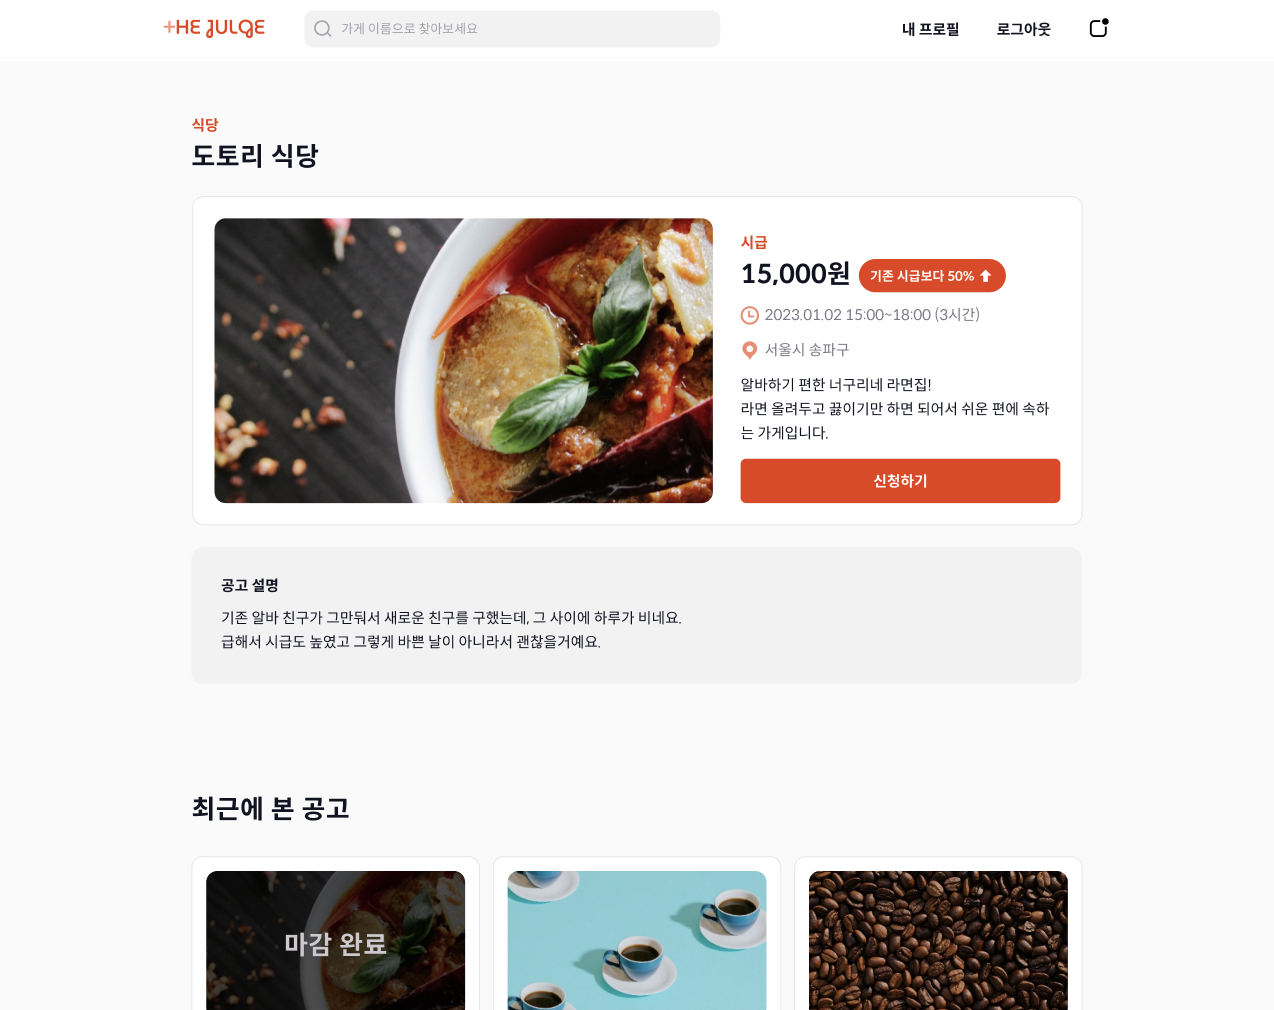 THE JULGE
가게 이름으로 찾아보세요
내 프로필
로그아웃
식당
도토리 식당
시급
15,000원
기존 시급보다 50%
2023.01.02 15:00~18:00 (3시간)
서울시 송파구
알바하기 편한 너구리네 라면집!
라면 올려두고 끓이기만 하면 되어서 쉬운 편에 속하
는 가게입니다.
신청하기
공고 설명
기존 알바 친구가 그만둬서 새로운 친구를 구했는데, 그 사이에 하루가 비네요.
급해서 시급도 높였고 그렇게 바쁜 날이 아니라서 괜찮을거예요.
최근에 본 공고
마감 완료